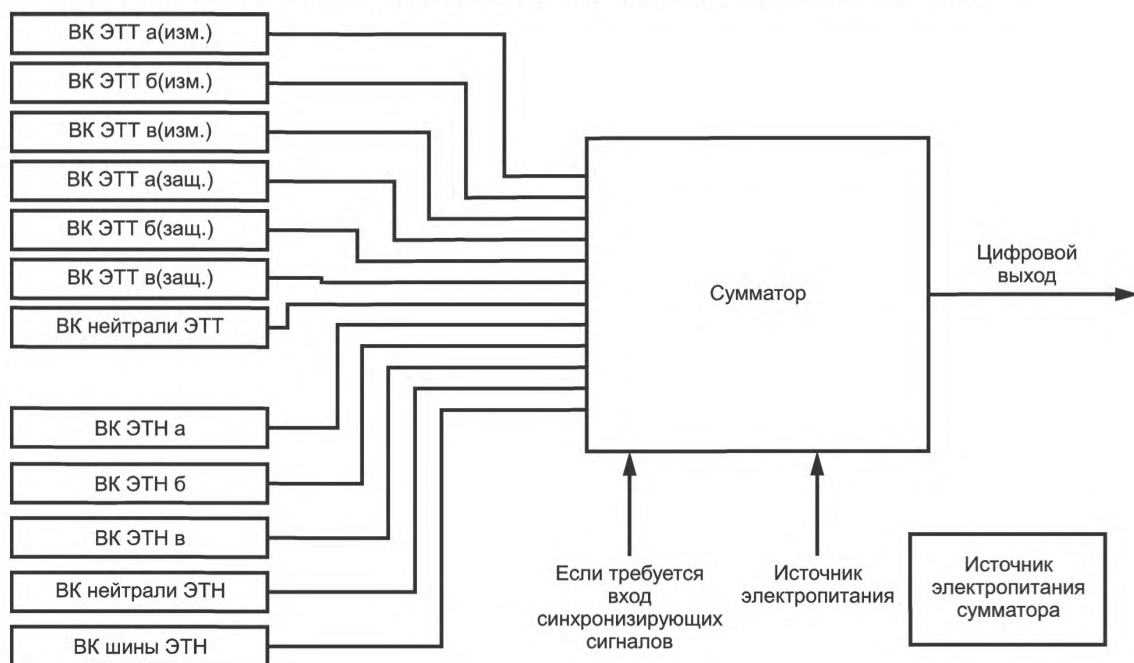 ВК ЭТТ а(изм.)
ВК ЭТТ б(изм.)
ВК ЭТТ в(изм.)
ВК ЭТТ а(защ.)
ВК ЭТТ б(защ.)
ВК ЭТТ в(защ.)
ВК нейтрали ЭТТ
ВК ЭТН а
ВК ЭТН б
ВК ЭТН в
ВК нейтрали ЭТН
ВК шины ЭТН
Сумматор
Цифровой
выход
Если требуется
вход
синхронизирующих
сигналов
Источник
электропитания
Источник
электропитания
сумматора